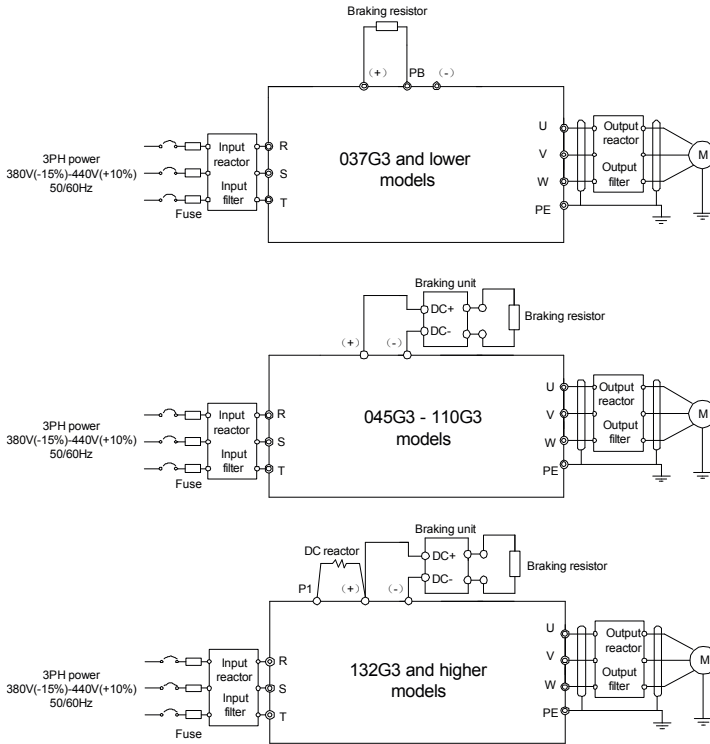 Braking resistor
(+) PB (-)
3PH power
380V(-15%)-440V(+10%)
50/60Hz
Fuse
Input
reactor
Input
filter
R
S
T
037G3 and lower
models
U
V
W
PE
Output
reactor
Output
filter
M
Braking unit
DC+
DC-
Braking resistor
(+) (-)
3PH power
380V(-15%)-440V(+10%)
50/60Hz
Fuse
Input
reactor
Input
filter
R
S
T
045G3 - 110G3
models
U
V
W
PE
Output
reactor
Output
filter
M
Braking unit
DC reactor
DC+
DC-
Braking resistor
P1 (+) (-)
3PH power
380V(-15%)-440V(+10%)
50/60Hz
Fuse
Input
reactor
Input
filter
R
S
T
132G3 and higher
models
U
V
W
PE
Output
reactor
Output
filter
M